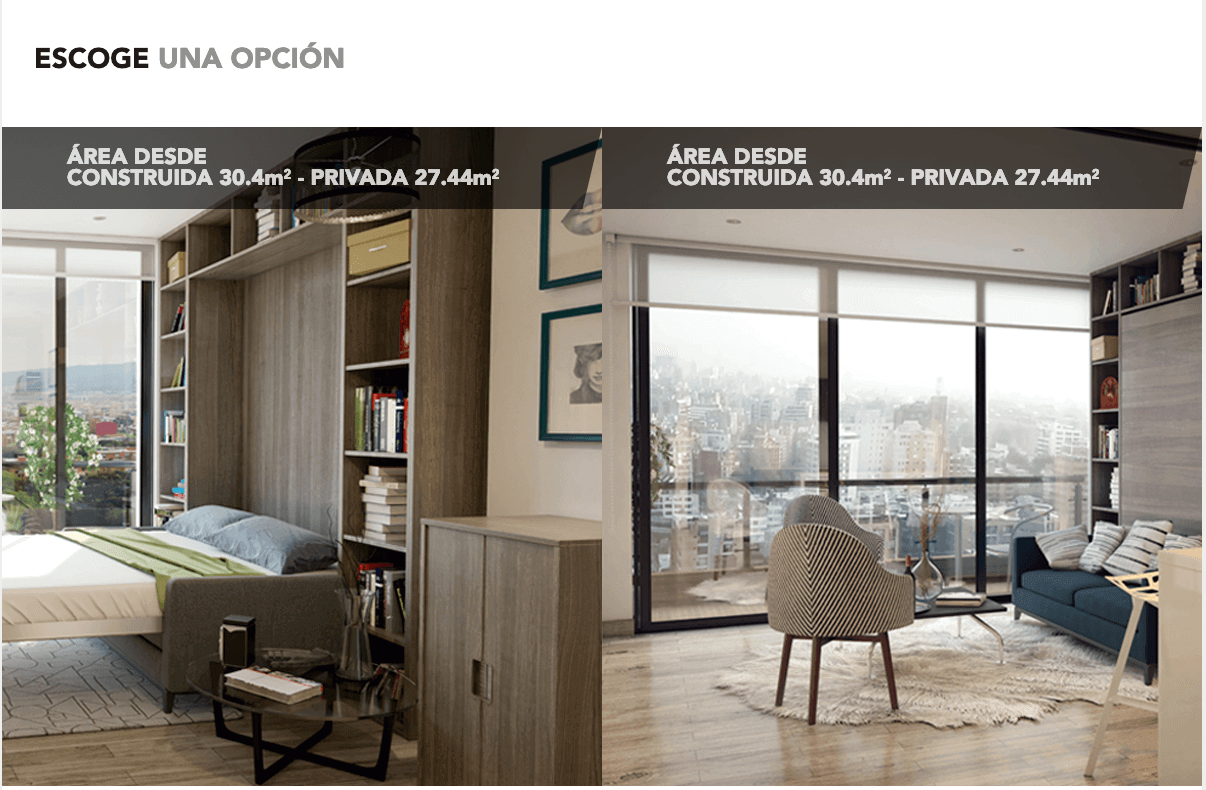 ESCOGE UNA OPCIÓN
ÁREA DESDE
CONSTRUIDA 30.4m² - PRIVADA 27.44m²
ÁREA DESDE
CONSTRUIDA 30.4m² - PRIVADA 27.44m²